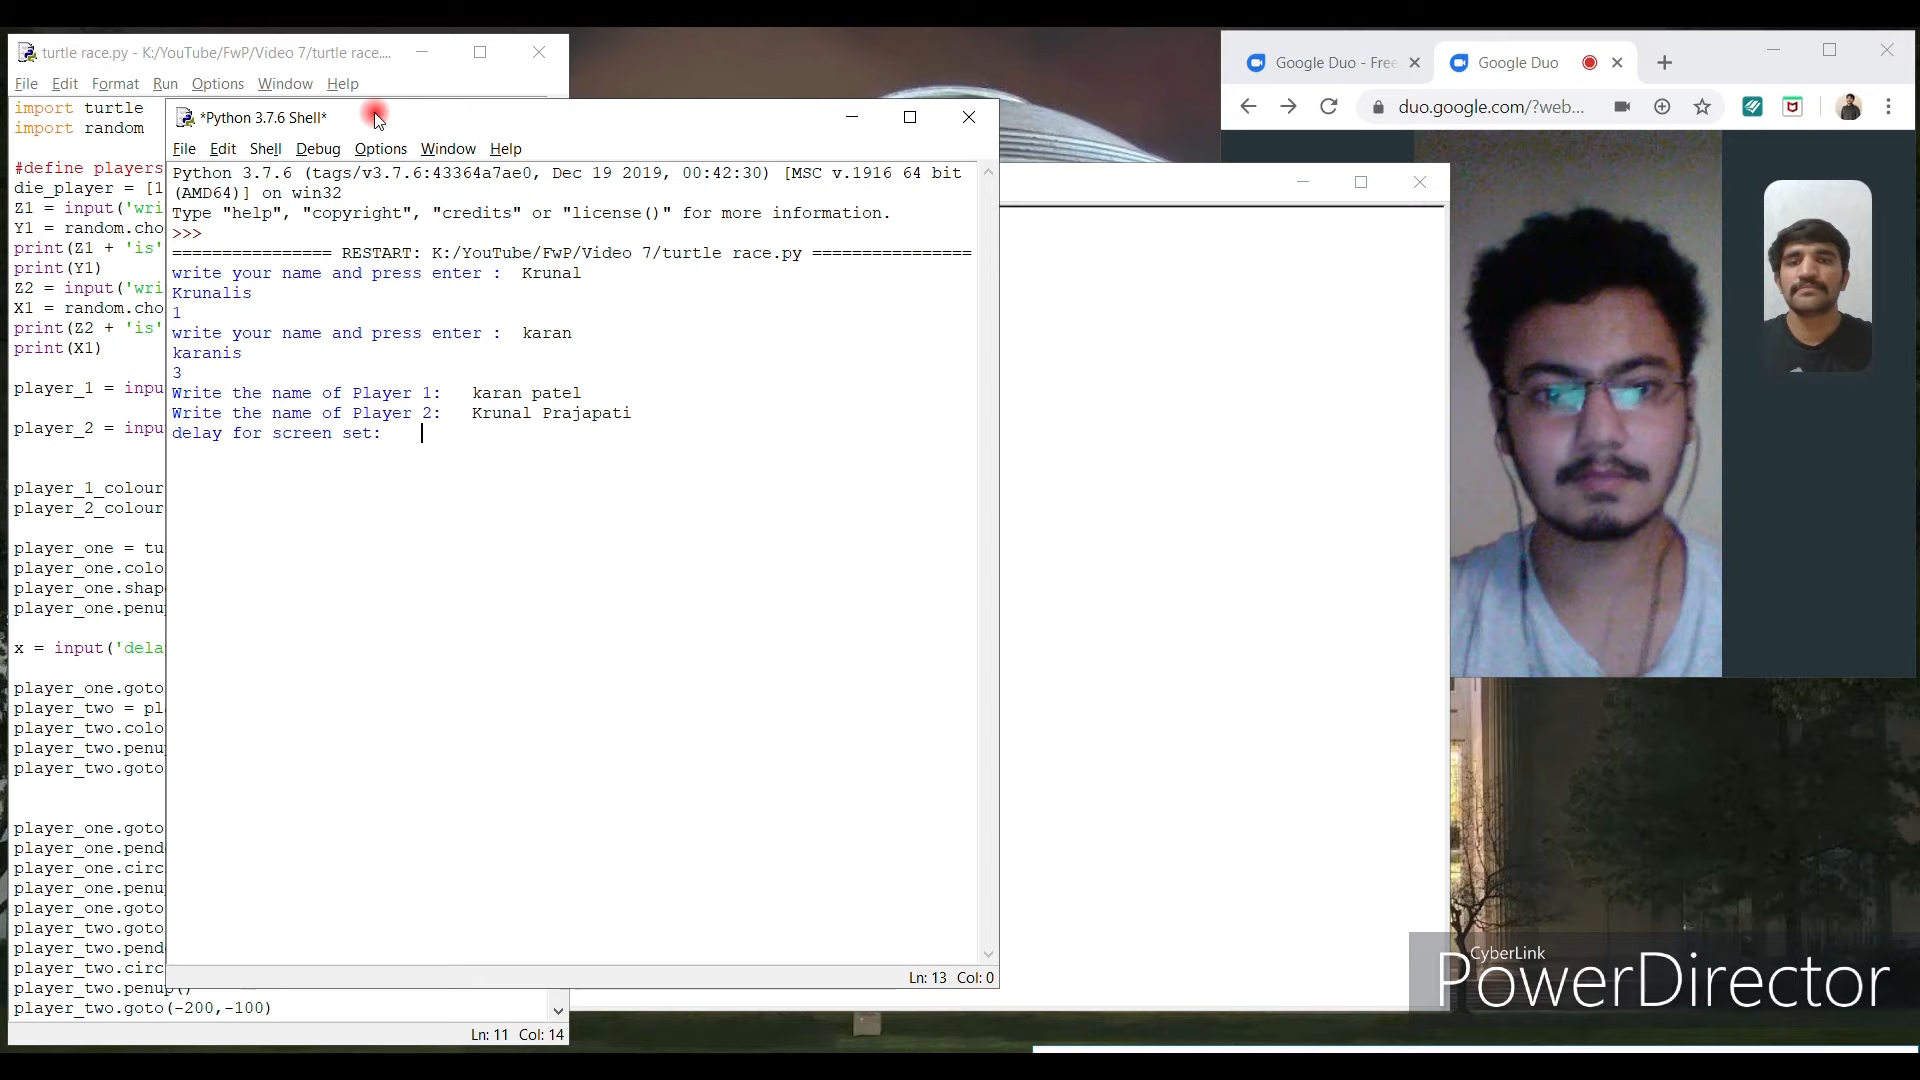 turtle race.py - K:/YouTube/FwP/Video 7/turtle race....
File Edit Format Run Options Window Help
import turtle
import random
#define players
die_player = [1
Z1 = input('wri
Y1 = random.cho
print(Z1 + 'is'
print(Y1)
Z2 = input('wri
X1 = random.cho
print(Z2 + 'is'
print(X1)
player_1 = inpu
player_2 = inpu
player_1_colour
player_2_colour
player_one = tu
player_one.colo
player_one.shap
player_one.penu
x = input('dela
player_one.goto
player_two = pl
player_two.colo
player_two.penu
player_two.goto
player_one.goto
player_one.pend
player_one.circ
player_one.penu
player_one.goto
player_two.goto
player_two.pend
player_two.circ
player_two.penup()
player_two.goto(-200,-100)
Ln: 11 Col: 14
*Python 3.7.6 Shell*
File Edit Shell Debug Options Window Help
Python 3.7.6 (tags/v3.7.6:43364a7ae0, Dec 19 2019, 00:42:30) [MSC v.1916 64 bit
(AMD64)] on win32
Type "help", "copyright", "credits" or "license()" for more information.
>>>
================ RESTART: K:/YouTube/FwP/Video 7/turtle race.py ================
write your name and press enter :  Krunal
Krunalis
1
write your name and press enter :  karan
karanis
3
Write the name of Player 1:   karan patel
Write the name of Player 2:   Krunal Prajapati
delay for screen set:
Ln: 13 Col: 0
Google Duo - Free
Google Duo
duo.google.com/?web...
CyberLink
PowerDirector